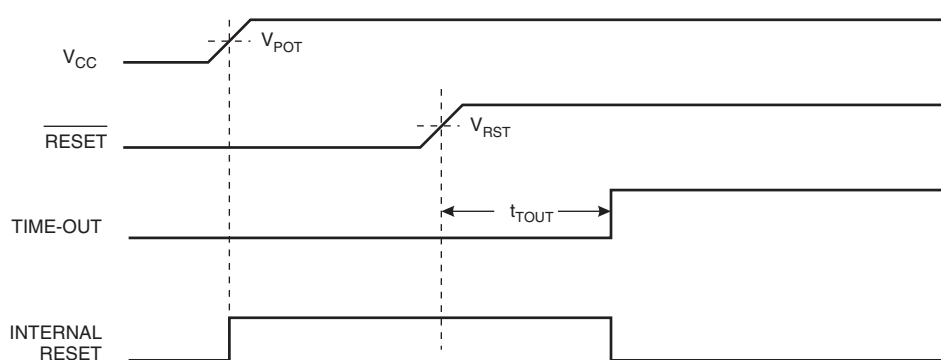 V_CC
V_POT
RESET
V_RST
TIME-OUT
t_TOUT
INTERNAL
RESET